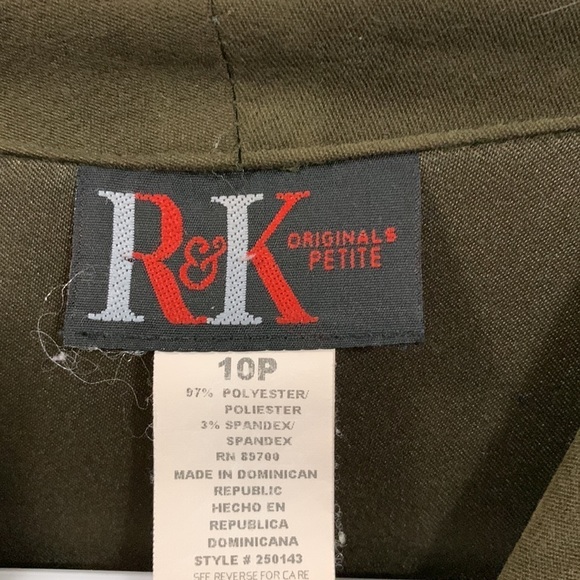 R&K ORIGINALS
PETITE
10P
97% POLYESTER/
POLIESTER
3% SPANDEX/
SPANDEX
RN 89700
MADE IN DOMINICAN
REPUBLIC
HECHO EN
REPUBLICA
DOMINICANA
STYLE # 250143
SEE REVERSE FOR CARE